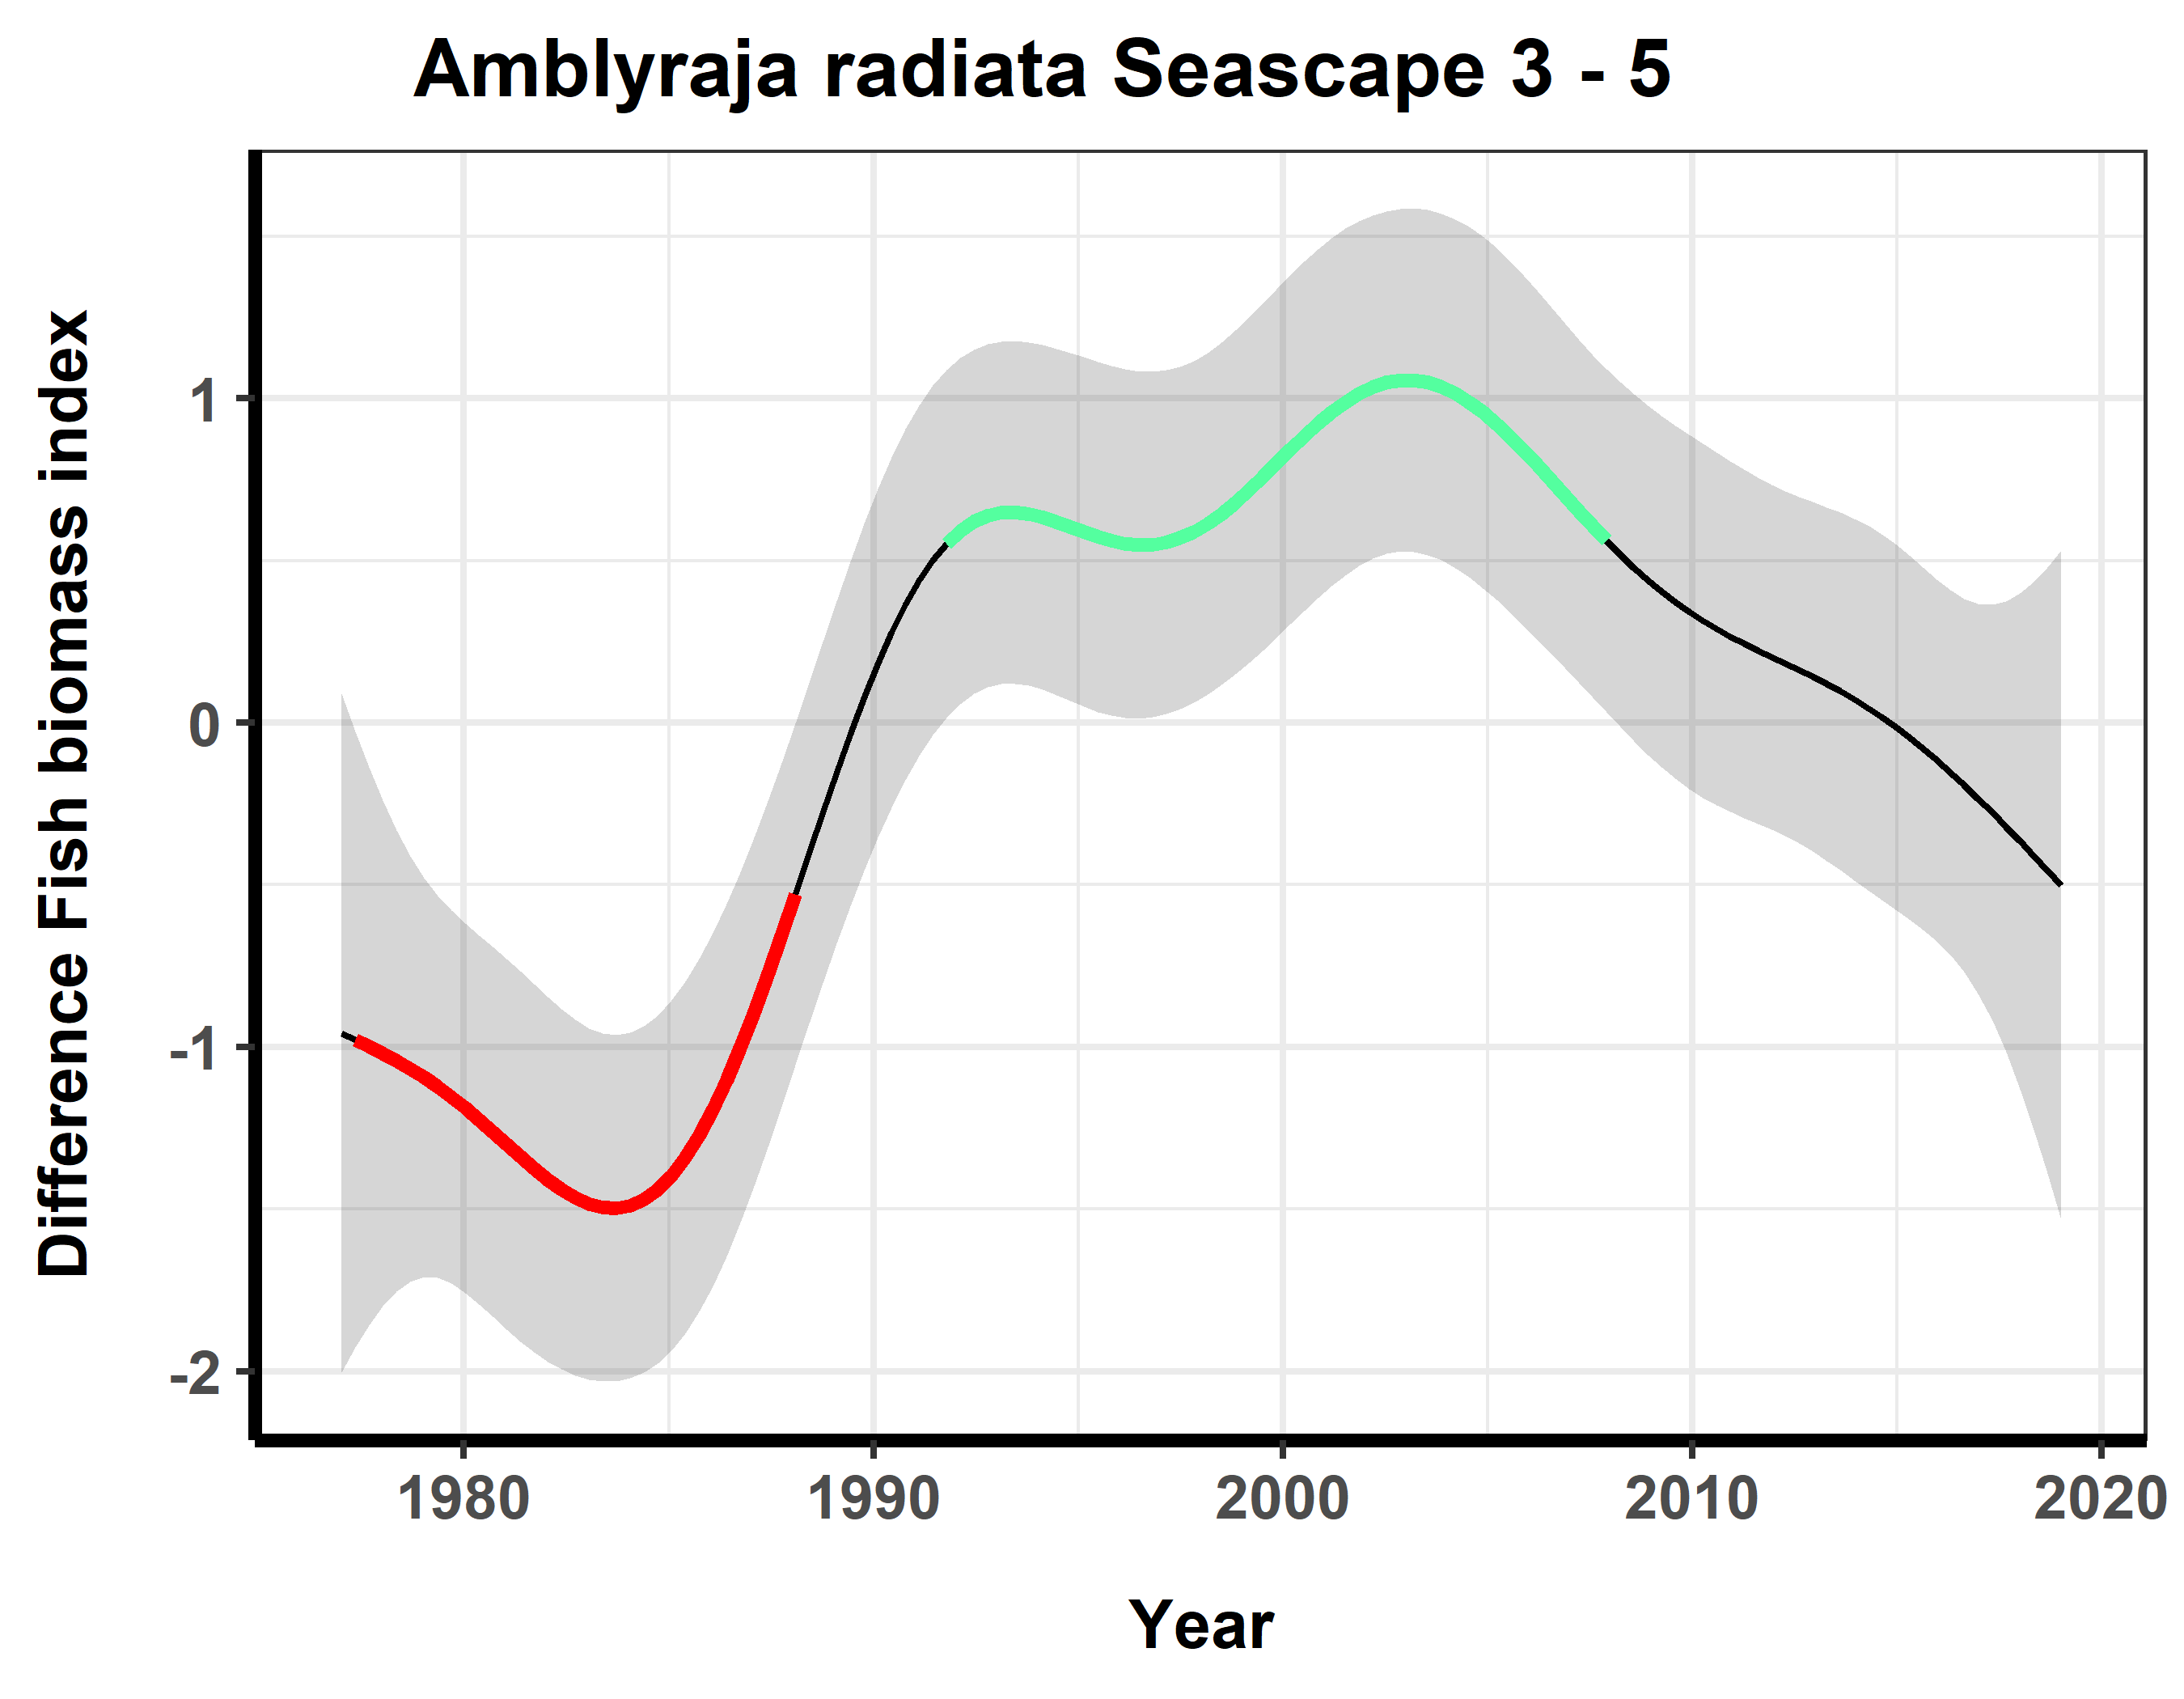 Amblyraja radiata Seascape 3 - 5
Difference Fish biomass index
1
0
-1
-2
1980 1990 2000 2010 2020
Year